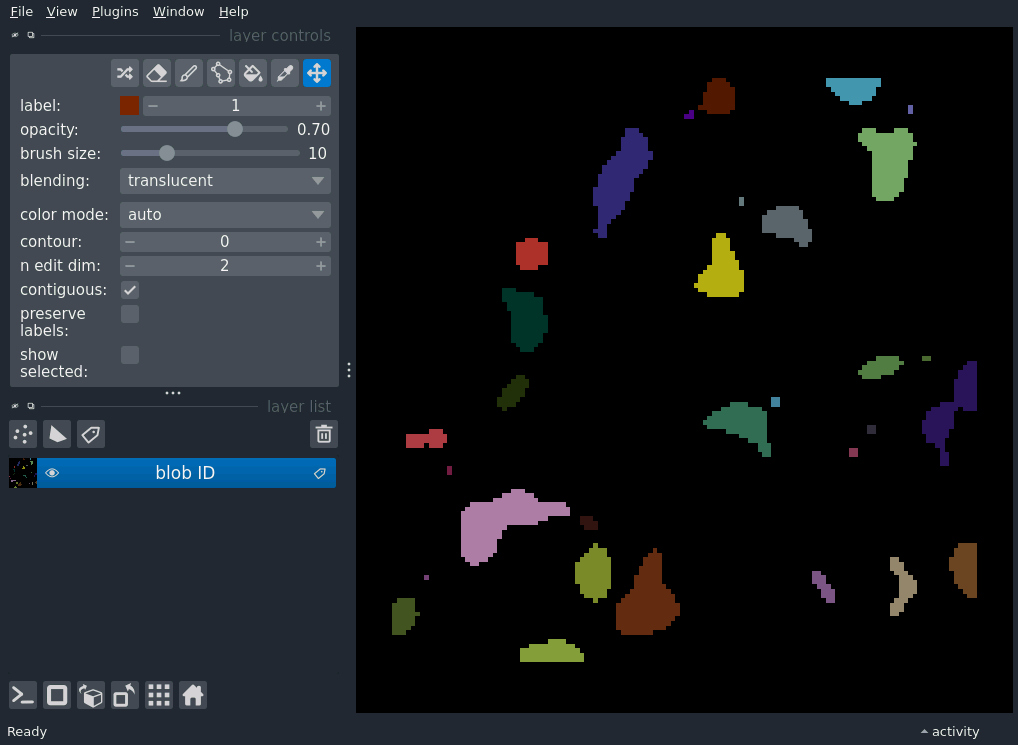 File View Plugins Window Help
layer controls
label: 1
opacity: 0.70
brush size: 10
blending: translucent
color mode: auto
contour: 0
n edit dim: 2
contiguous:
preserve
labels:
show
selected:
layer list
blob ID
Ready
activity